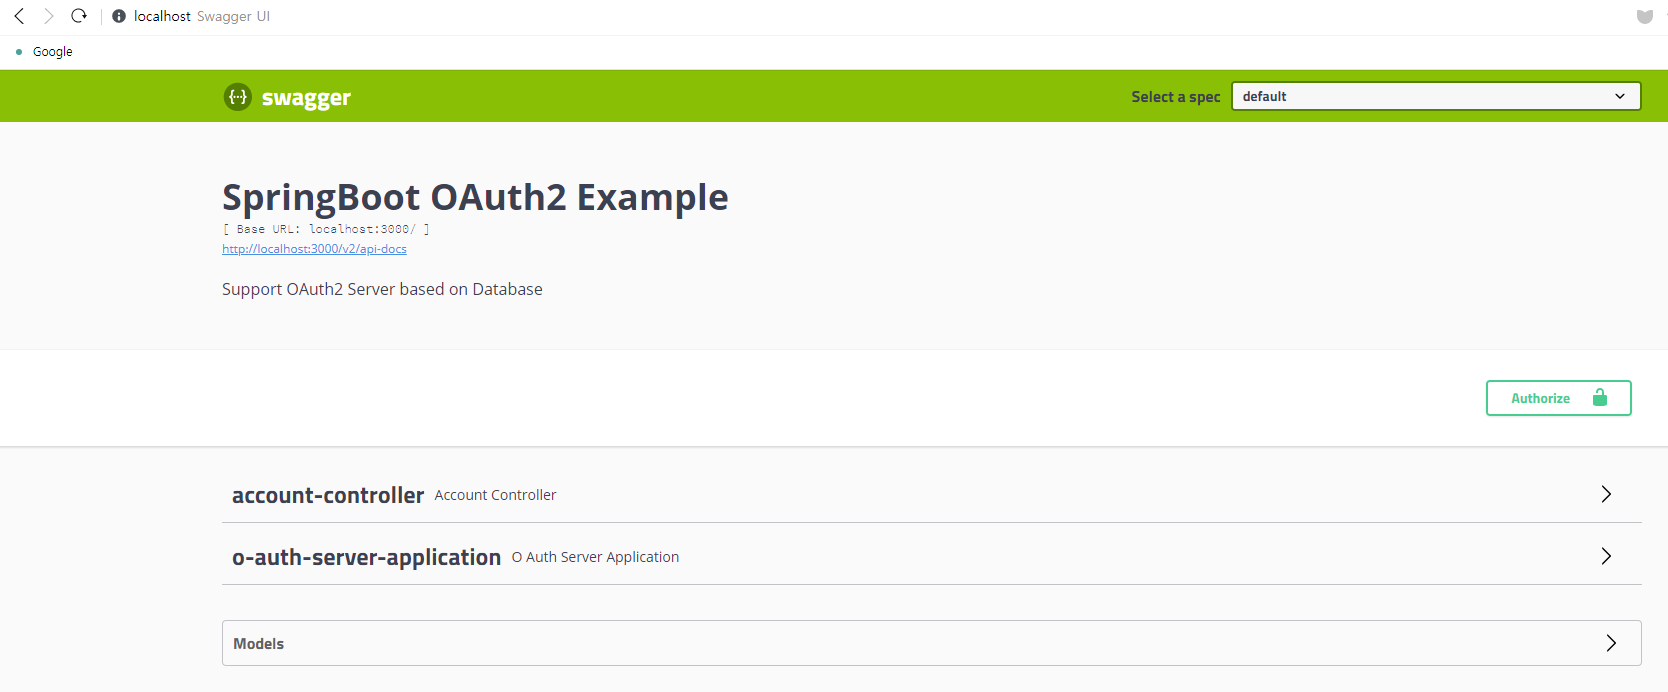 localhost Swagger UI
Google
{...} swagger
Select a spec default
SpringBoot OAuth2 Example
[ Base URL: localhost:3000/ ]
http://localhost:3000/v2/api-docs
Support OAuth2 Server based on Database
Authorize
account-controller Account Controller
o-auth-server-application O Auth Server Application
Models